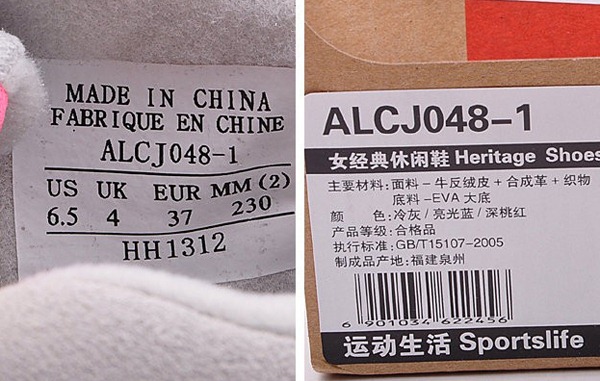 MADE IN CHINA
FABRIQUE EN CHINE
ALCJ048-1
US UK EUR MM(2)
6.5 4 37 230
HH1312
ALCJ048-1
女经典休闲鞋 Heritage Shoes
主要材料:面料-牛反绒皮+合成革+织物
底料-EVA 大底
颜 色:冷灰/亮光蓝/深桃红
产品等级:合格品
执行标准:GB/T15107-2005
制成品产地:福建泉州
6 901034 622456
运动生活 Sportslife